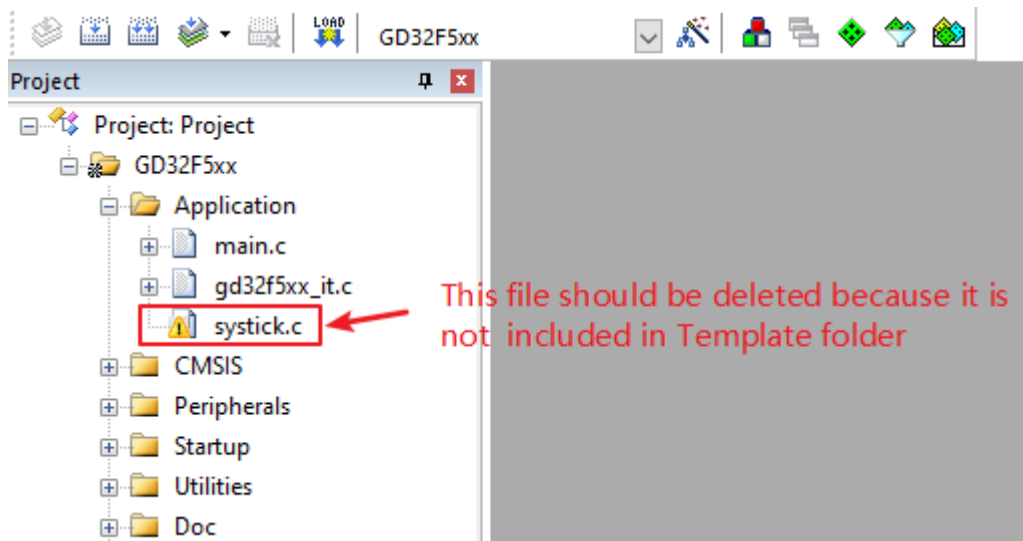 LOAD
GD32F5xx
Project
Project: Project
GD32F5xx
Application
main.c
gd32f5xx_it.c
systick.c
This file should be deleted because it is
not included in Template folder
CMSIS
Peripherals
Startup
Utilities
Doc